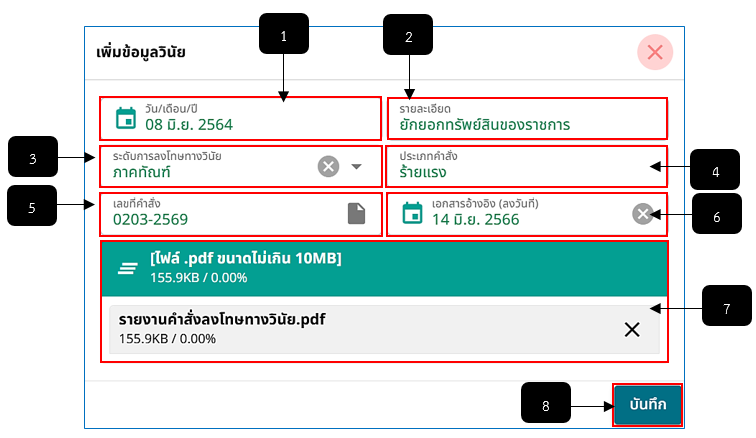 1
2
เพิ่มข้อมูลวินัย
วัน/เดือน/ปี
08 มิ.ย. 2564
รายละเอียด
ยักยอกทรัพย์สินของราชการ
3
ระดับการลงโทษทางวินัย
ภาคทัณฑ์
ประเภทคำสั่ง
ร้ายแรง
4
5
เลขที่คำสั่ง
0203-2569
เอกสารอ้างอิง (ลงวันที่)
14 มิ.ย. 2566
6
[ไฟล์ .pdf ขนาดไม่เกิน 10MB]
155.9KB / 0.00%
7
รายงานคำสั่งลงโทษทางวินัย.pdf
155.9KB / 0.00%
8
บันทึก